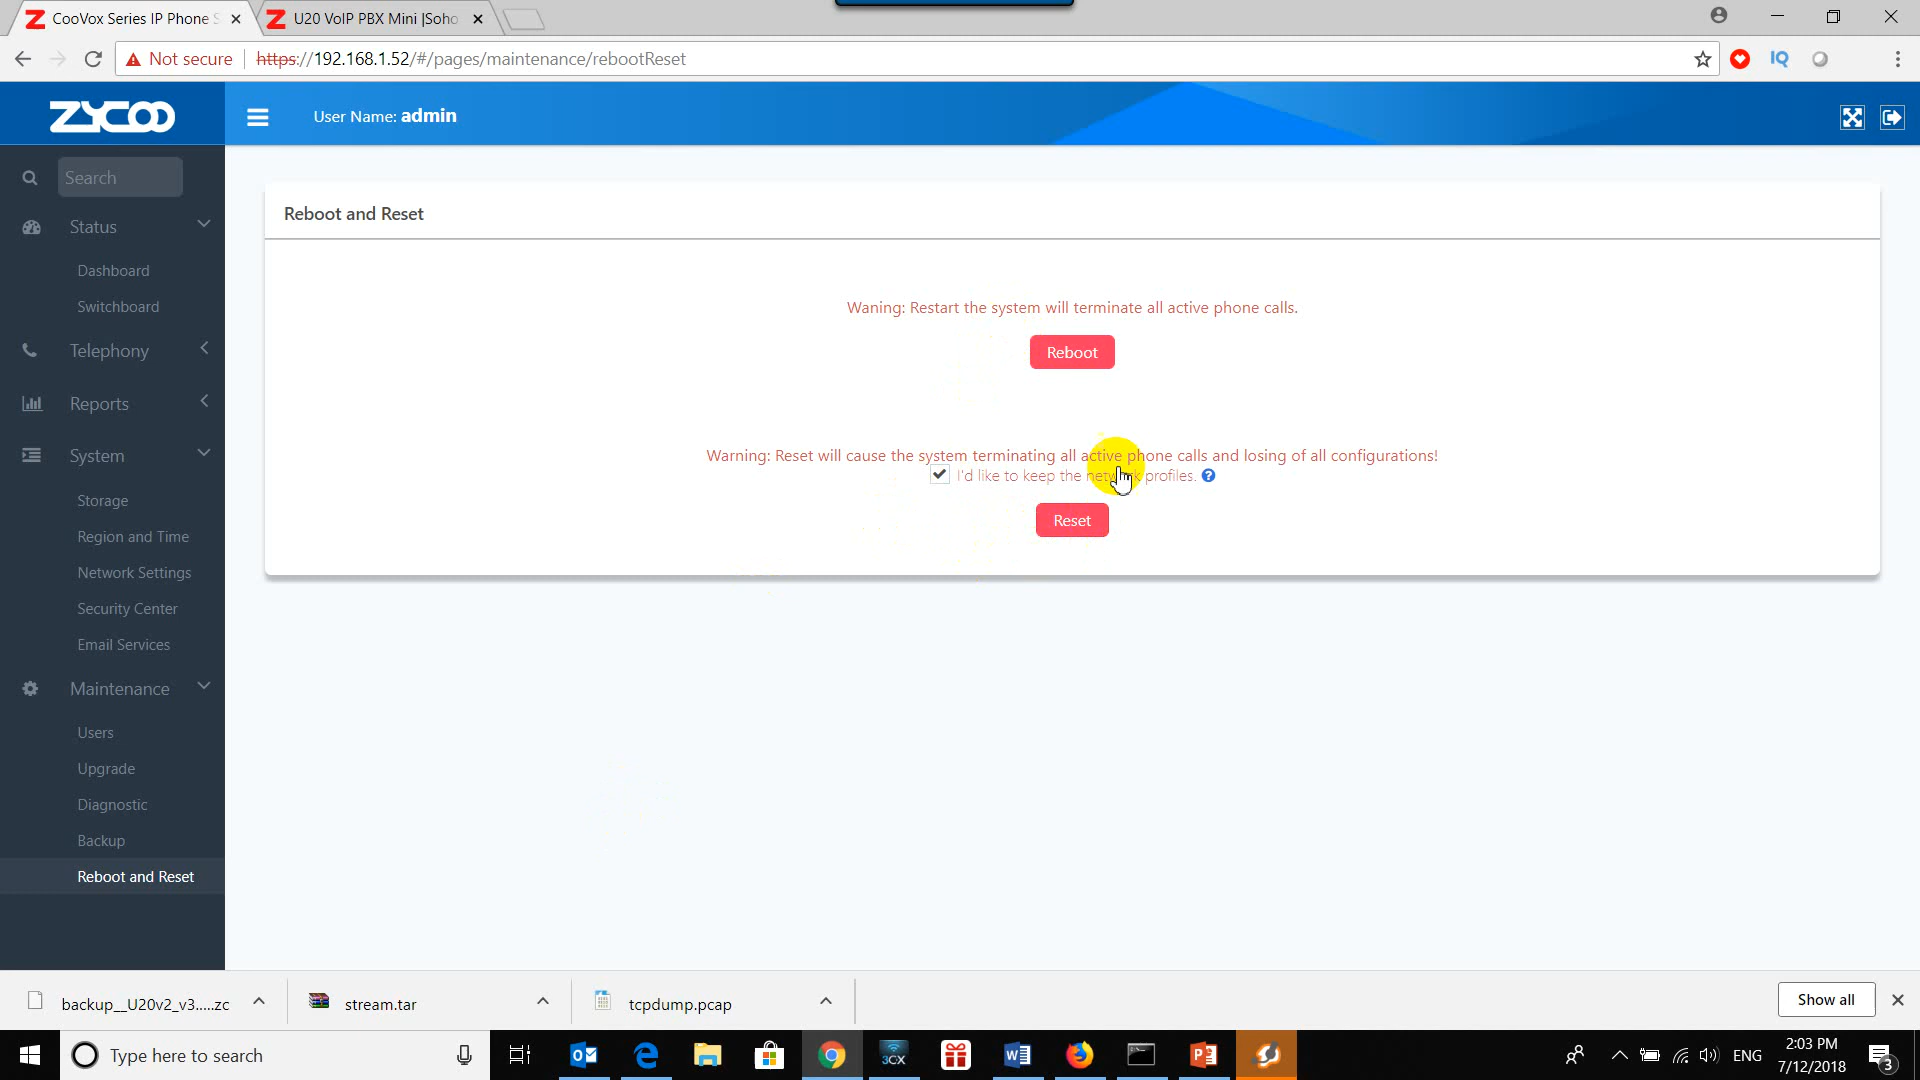 CooVox Series IP Phone S
U20 VoIP PBX Mini |Soho
Not secure
https://192.168.1.52/#/pages/maintenance/rebootReset
IQ
ZYCOO
User Name: admin
Search
Status
Dashboard
Switchboard
Telephony
Reports
System
Storage
Region and Time
Network Settings
Security Center
Email Services
Maintenance
Users
Upgrade
Diagnostic
Backup
Reboot and Reset
Reboot and Reset
Waning: Restart the system will terminate all active phone calls.
Reboot
Warning: Reset will cause the system terminating all active phone calls and losing of all configurations!
I'd like to keep the network profiles.
Reset
backup__U20v2_v3.....zc
stream.tar
tcpdump.pcap
Show all
Type here to search
3CX
ENG
2:03 PM
7/12/2018
3